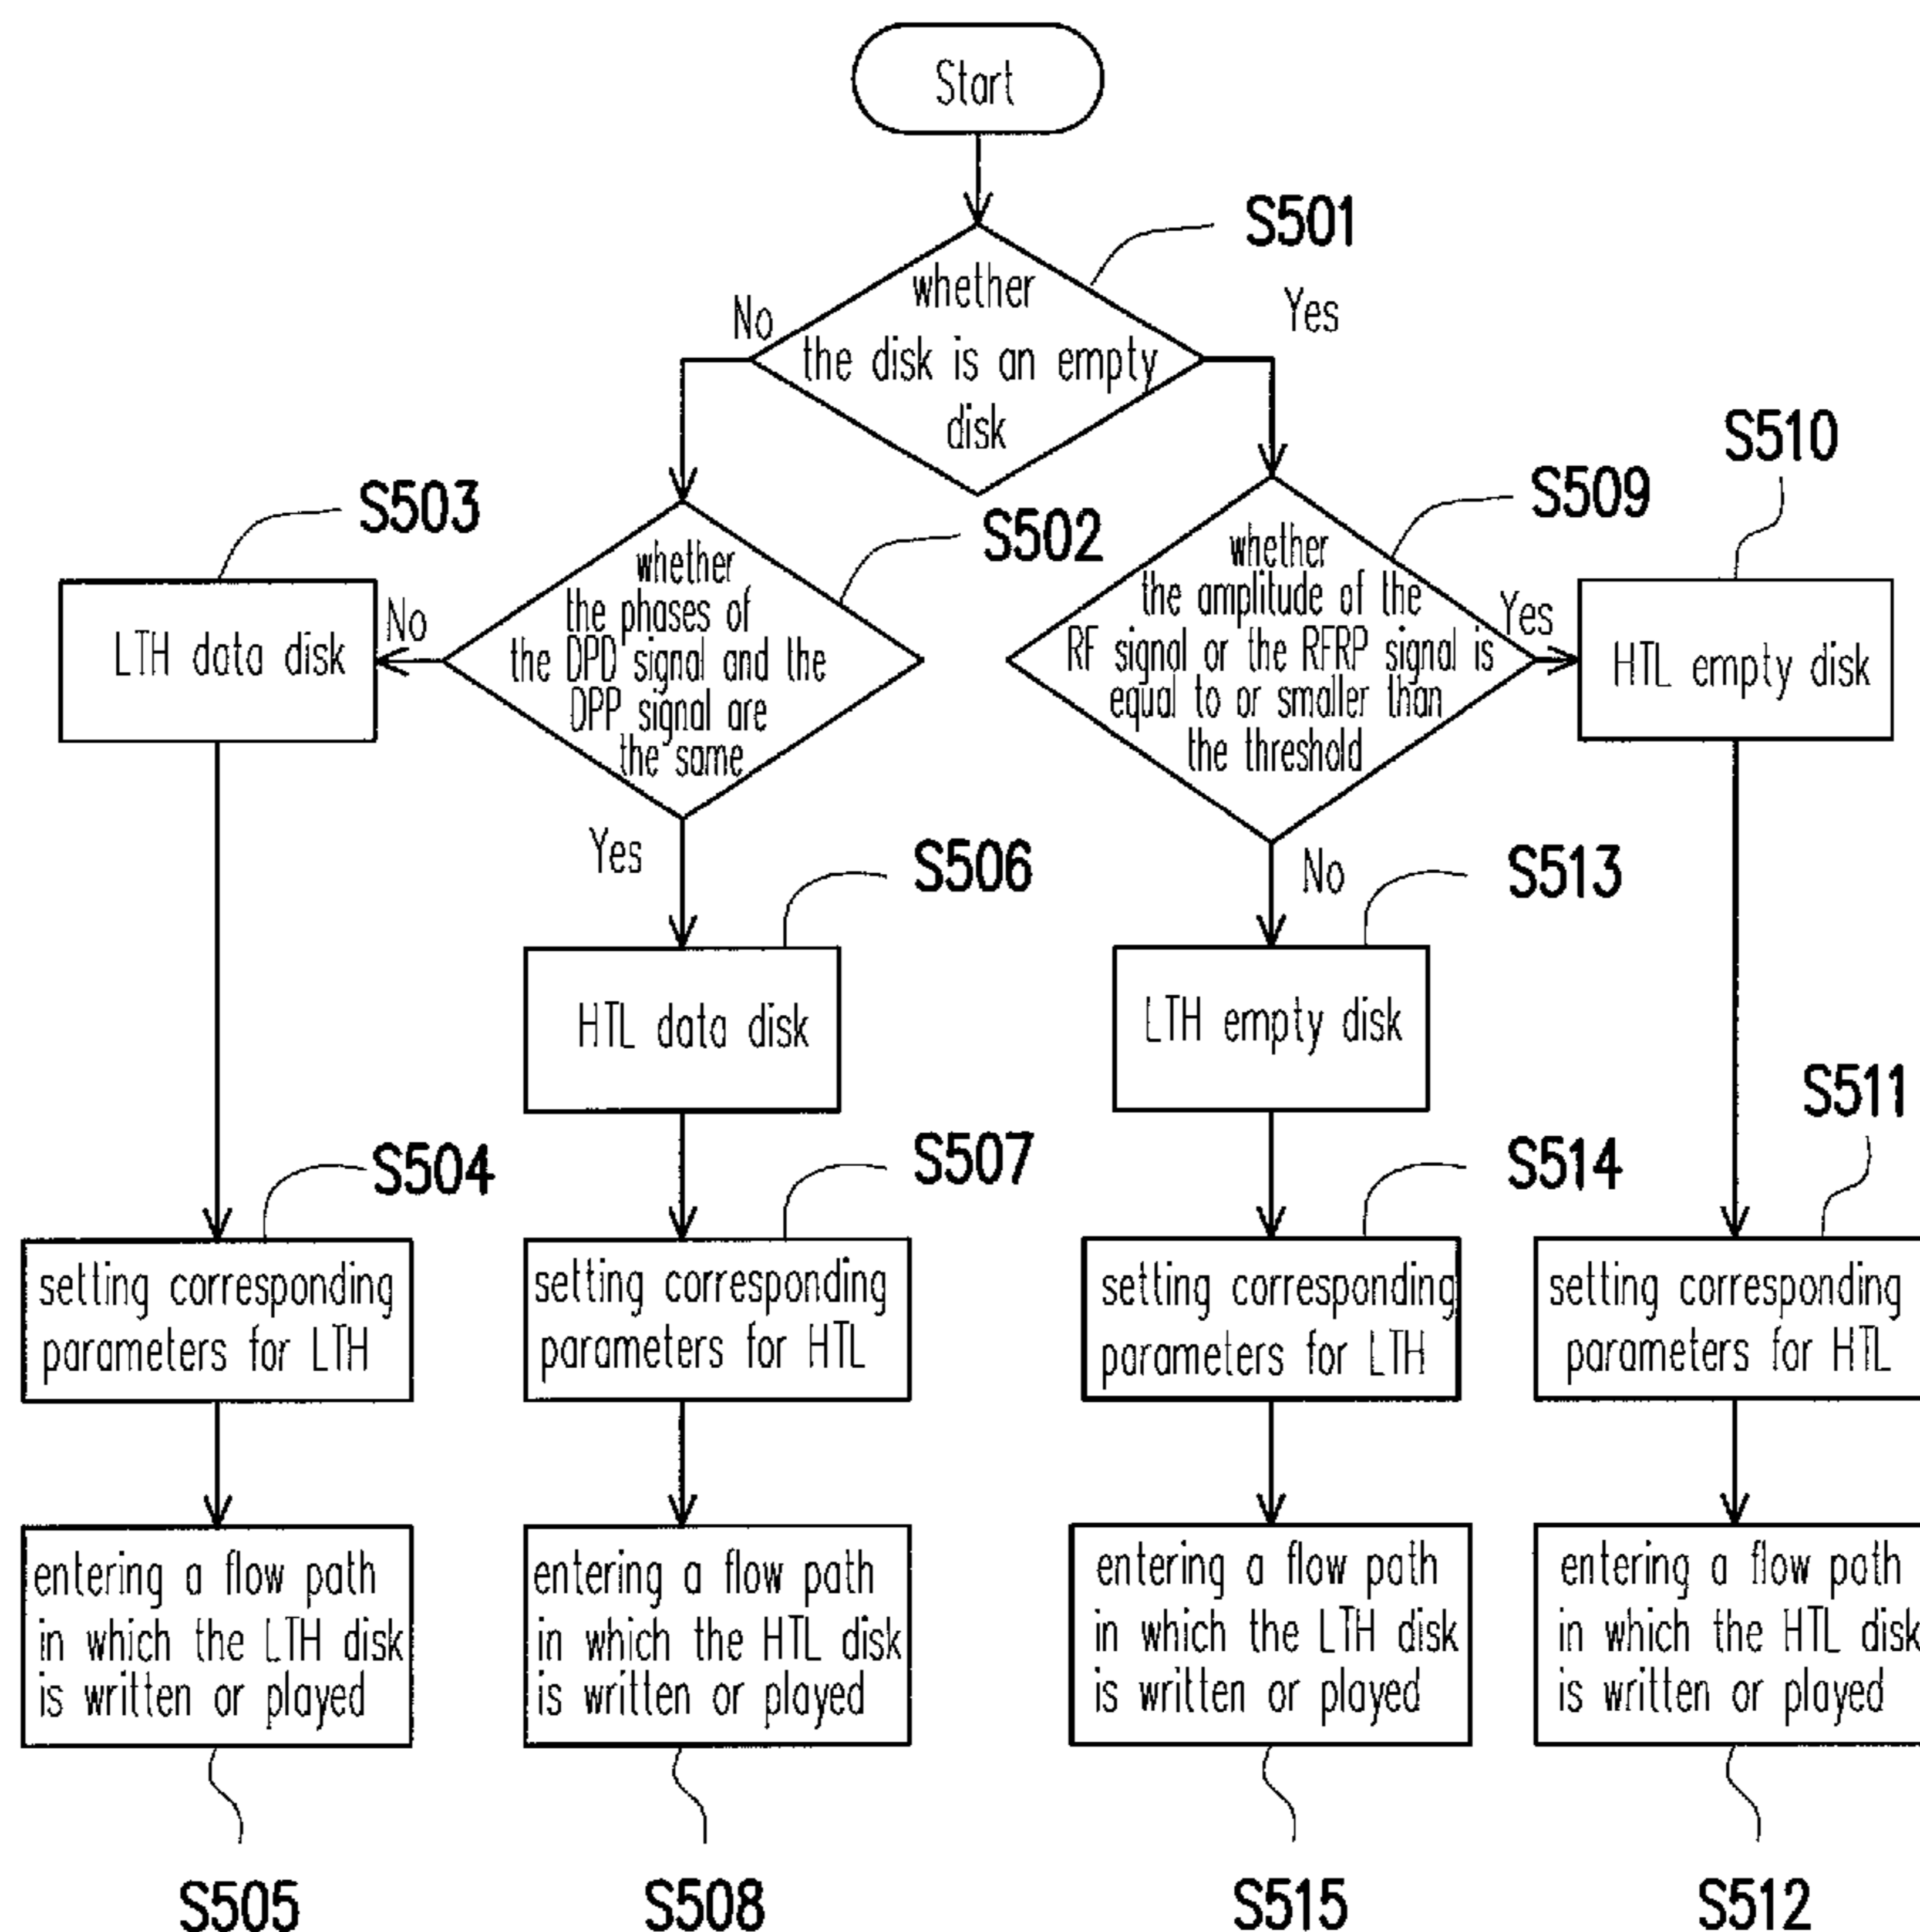 Start
S501
whether
the disk is an empty
disk
No
Yes
S503
S502
S509
S510
LTH data disk
No
whether
the phases of
the DPD signal and the
DPP signal are
the same
whether
the amplitude of the
RF signal or the RFRP signal is
equal to or smaller than
the threshold
Yes
HTL empty disk
Yes
No
S506
S513
HTL data disk
LTH empty disk
S504
S507
S514
S511
setting corresponding
parameters for LTH
setting corresponding
parameters for HTL
setting corresponding
parameters for LTH
setting corresponding
parameters for HTL
entering a flow path
in which the LTH disk
is written or played
entering a flow path
in which the HTL disk
is written or played
entering a flow path
in which the LTH disk
is written or played
entering a flow path
in which the HTL disk
is written or played
S505
S508
S515
S512